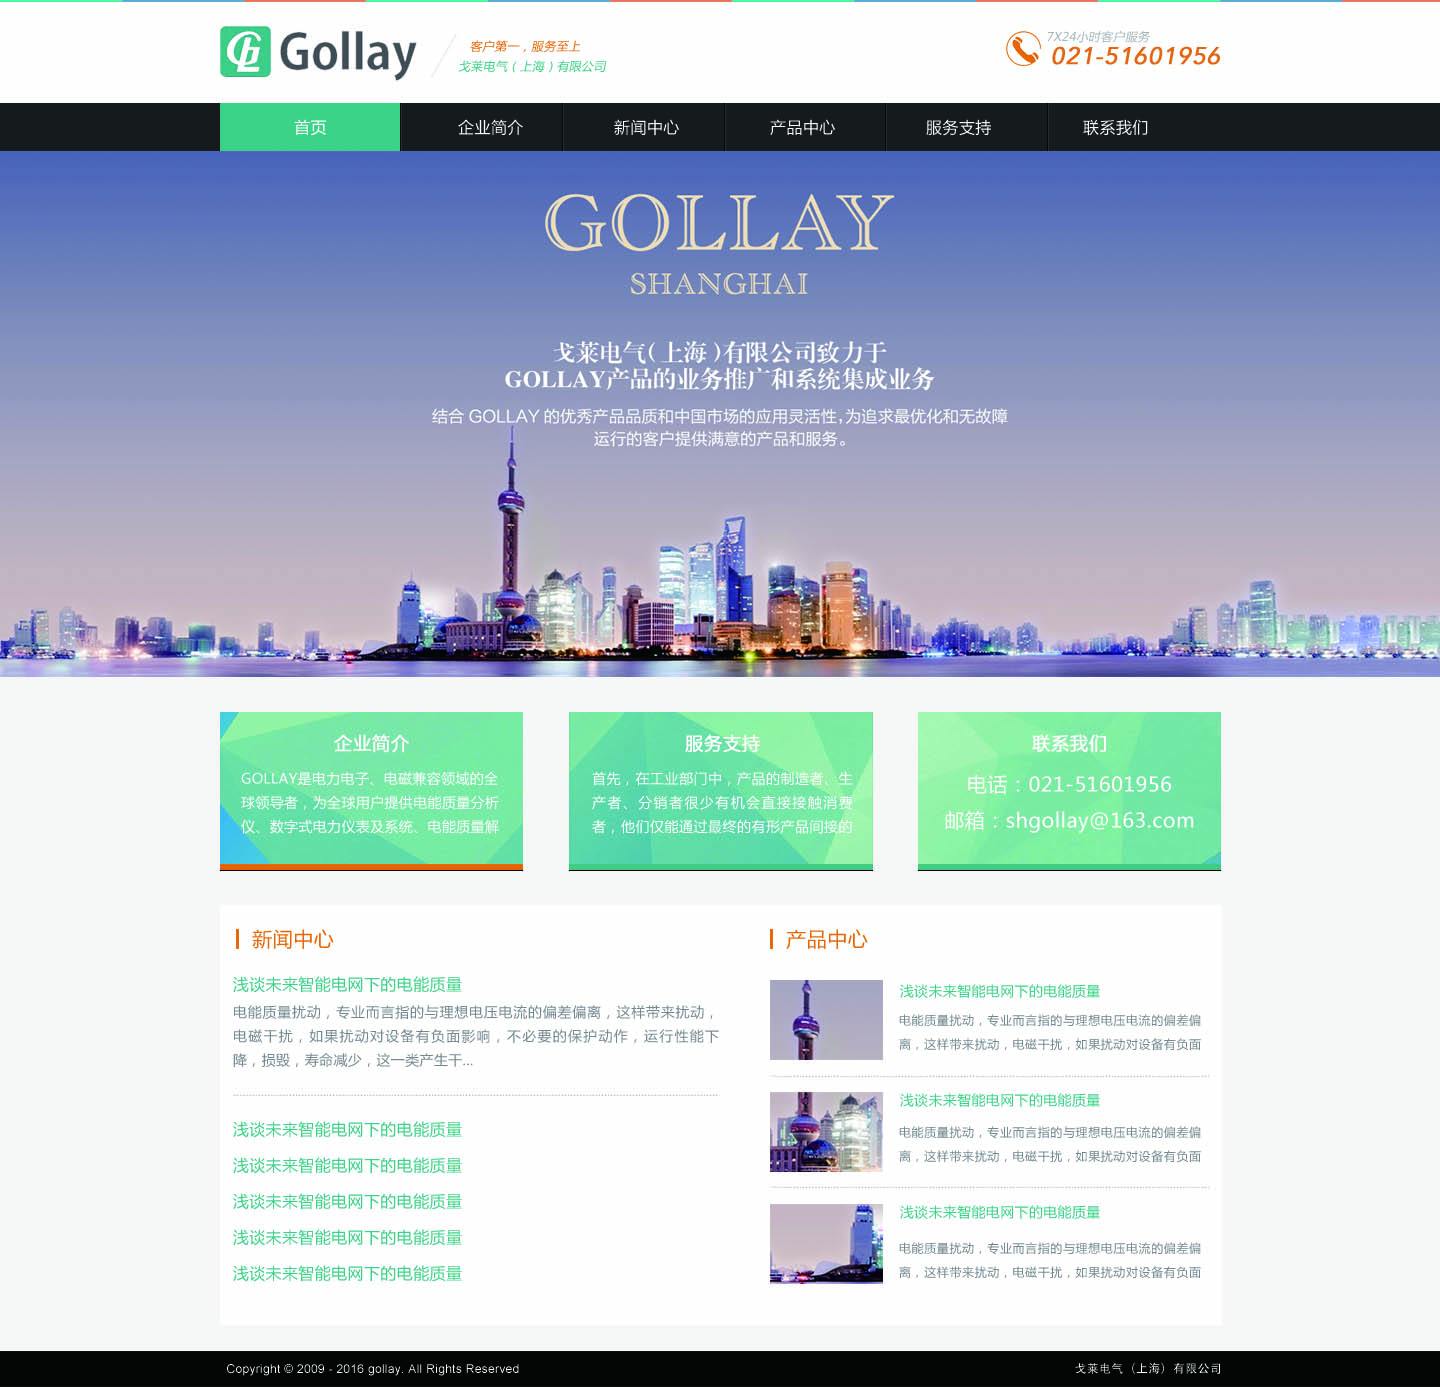 Gollay
客户第一，服务至上
戈莱电气（上海）有限公司
7X24小时客户服务
021-51601956
首页
企业简介
新闻中心
产品中心
服务支持
联系我们
GOLLAY
SHANGHAI
戈莱电气（上海）有限公司致力于
GOLLAY产品的业务推广和系统集成业务
结合 GOLLAY 的优秀产品品质和中国市场的应用灵活性，为追求最优化和无故障
运行的客户提供满意的产品和服务。
企业简介
GOLLAY是电力电子、电磁兼容领域的全
球领导者，为全球用户提供电能质量分析
仪、数字式电力仪表及系统、电能质量解
服务支持
首先，在工业部门中，产品的制造者、生
产者、分销者很少有机会直接接触消费
者，他们仅能通过最终的有形产品间接的
联系我们
电话：021-51601956
邮箱：shgollay@163.com
新闻中心
浅谈未来智能电网下的电能质量
电能质量扰动，专业而言指的与理想电压电流的偏差偏离，这样带来扰动，
电磁干扰，如果扰动对设备有负面影响，不必要的保护动作，运行性能下
降，损毁，寿命减少，这一类产生干...
浅谈未来智能电网下的电能质量
浅谈未来智能电网下的电能质量
浅谈未来智能电网下的电能质量
浅谈未来智能电网下的电能质量
浅谈未来智能电网下的电能质量
产品中心
浅谈未来智能电网下的电能质量
电能质量扰动，专业而言指的与理想电压电流的偏差偏
离，这样带来扰动，电磁干扰，如果扰动对设备有负面
浅谈未来智能电网下的电能质量
电能质量扰动，专业而言指的与理想电压电流的偏差偏
离，这样带来扰动，电磁干扰，如果扰动对设备有负面
浅谈未来智能电网下的电能质量
电能质量扰动，专业而言指的与理想电压电流的偏差偏
离，这样带来扰动，电磁干扰，如果扰动对设备有负面
Copyright © 2009 - 2016 gollay. All Rights Reserved
戈莱电气（上海）有限公司